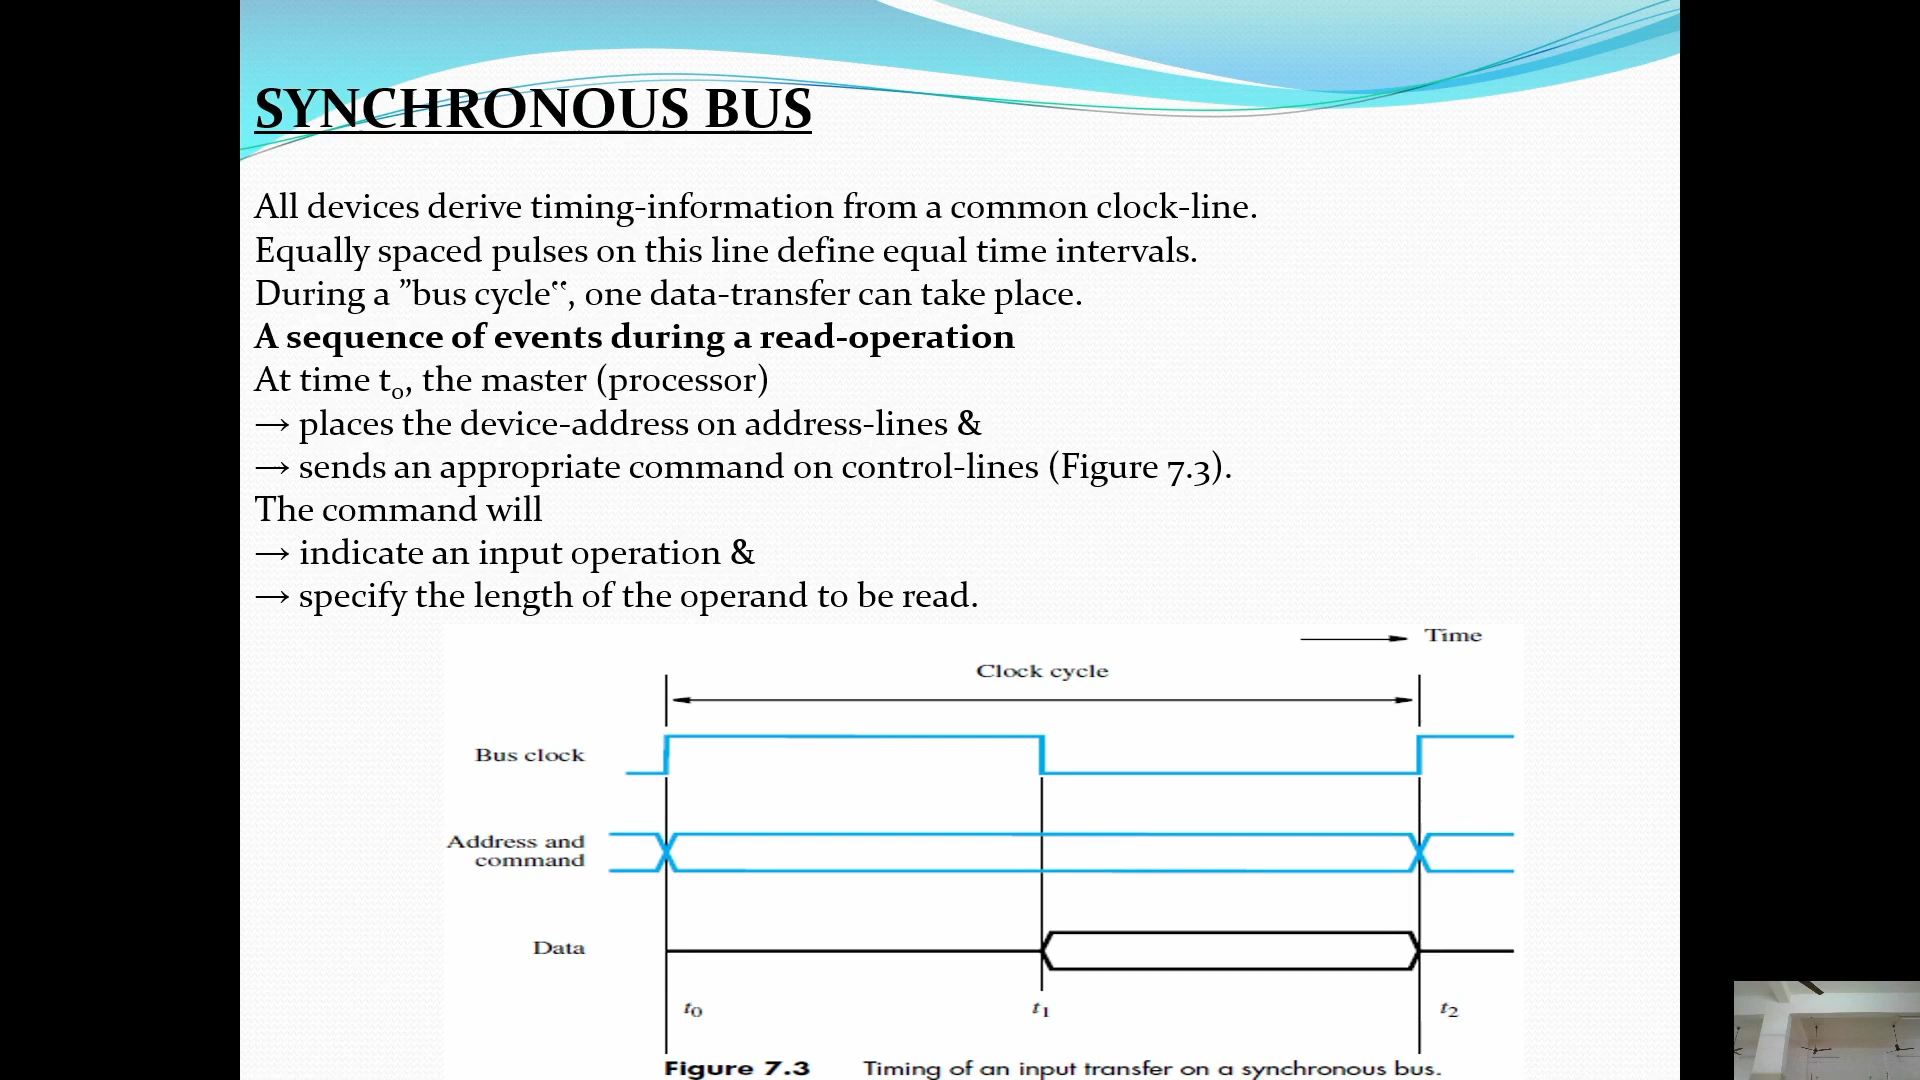 SYNCHRONOUS BUS
All devices derive timing-information from a common clock-line.
Equally spaced pulses on this line define equal time intervals.
During a ”bus cycle‟, one data-transfer can take place.
A sequence of events during a read-operation
At time t₀, the master (processor)
→ places the device-address on address-lines &
→ sends an appropriate command on control-lines (Figure 7.3).
The command will
→ indicate an input operation &
→ specify the length of the operand to be read.
Time
Clock cycle
Bus clock
Address and
command
Data
t₀ t₁ t₂
Figure 7.3 Timing of an input transfer on a synchronous bus.